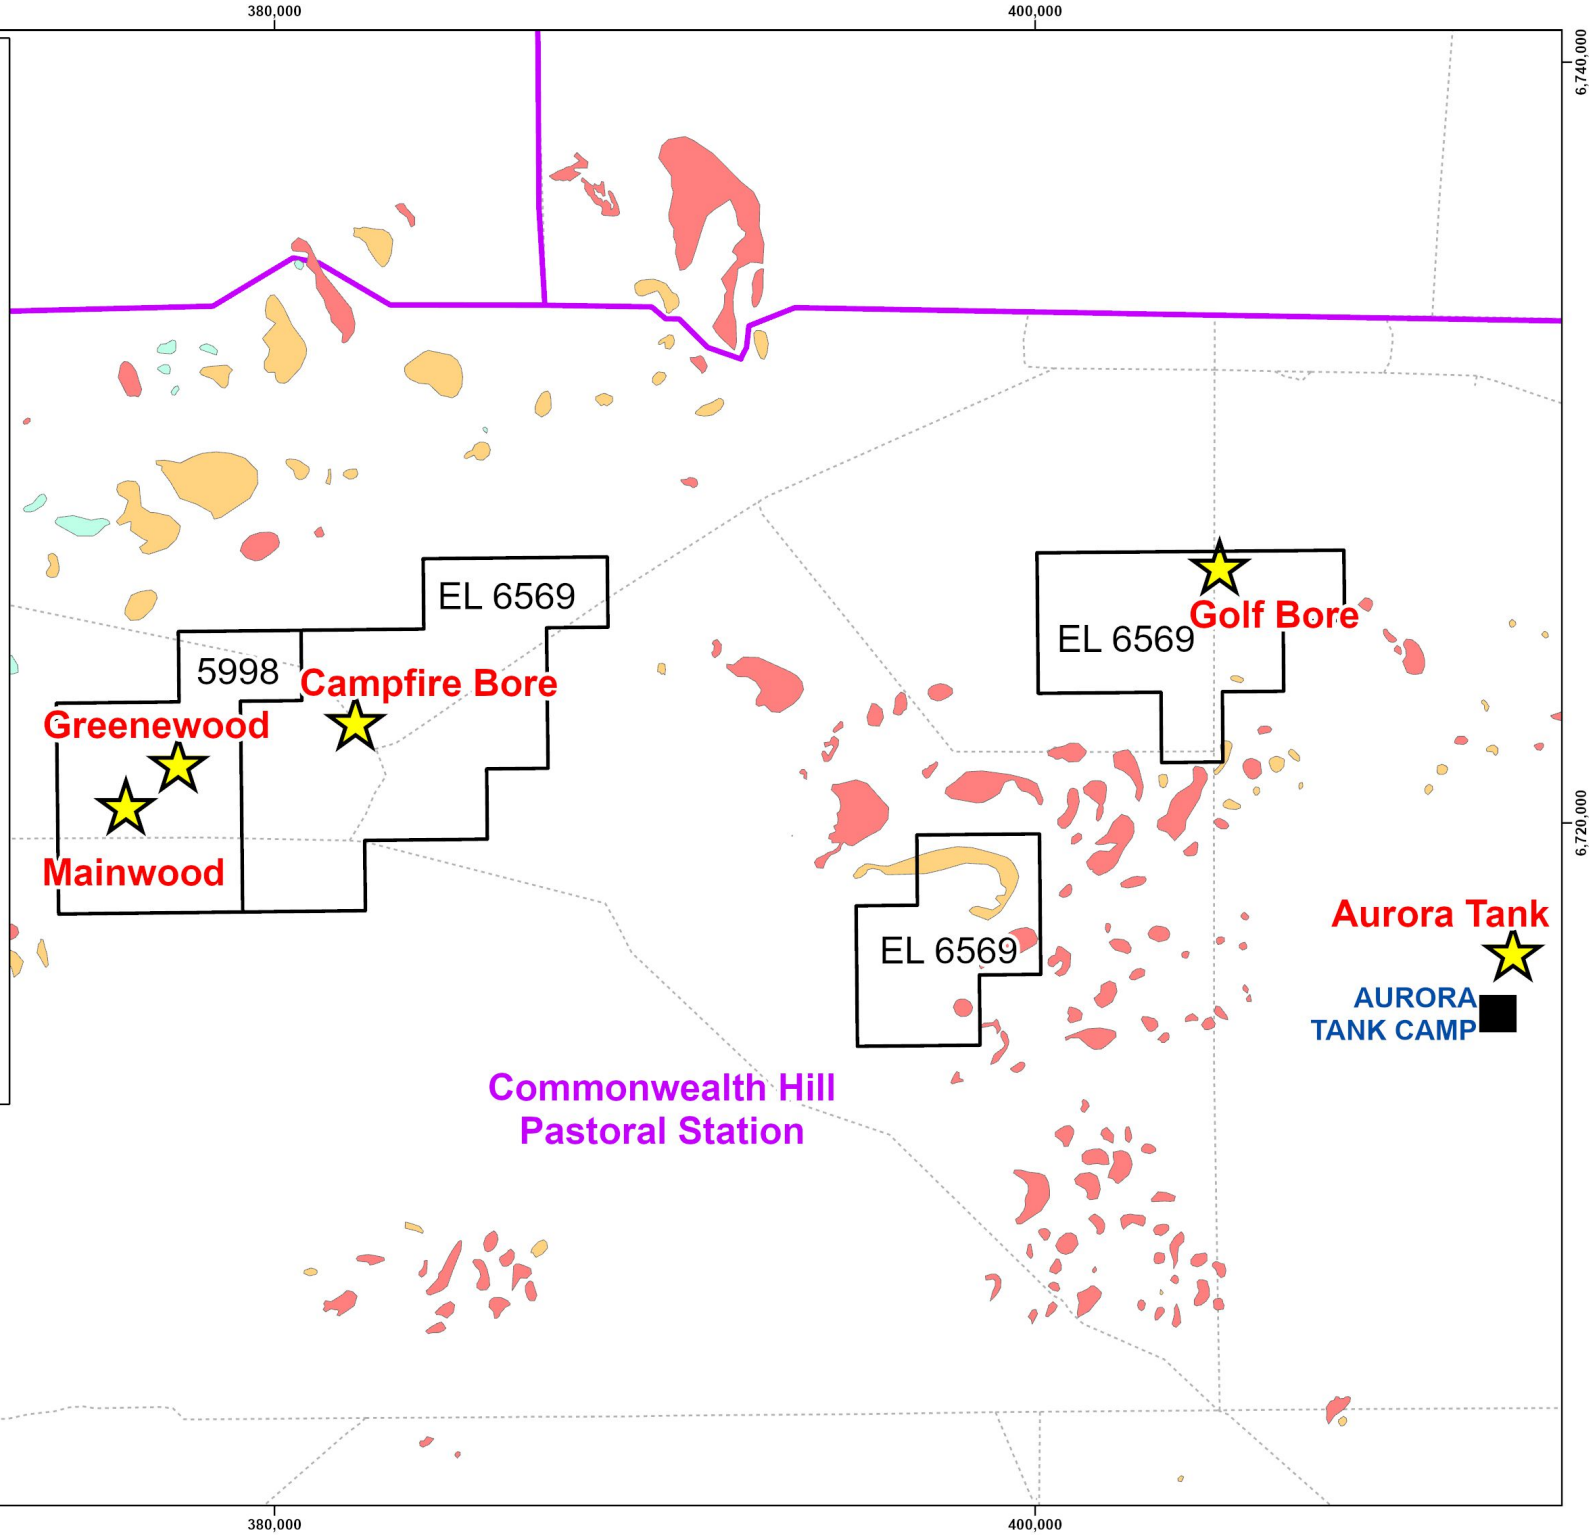 380,000
400,000
6,740,000
EL 6569
Golf Bore
EL 6569
5998
Campfire Bore
Greenewood
6,720,000
Mainwood
Aurora Tank
EL 6569
AURORA
TANK CAMP
Commonwealth Hill
Pastoral Station
380,000
400,000